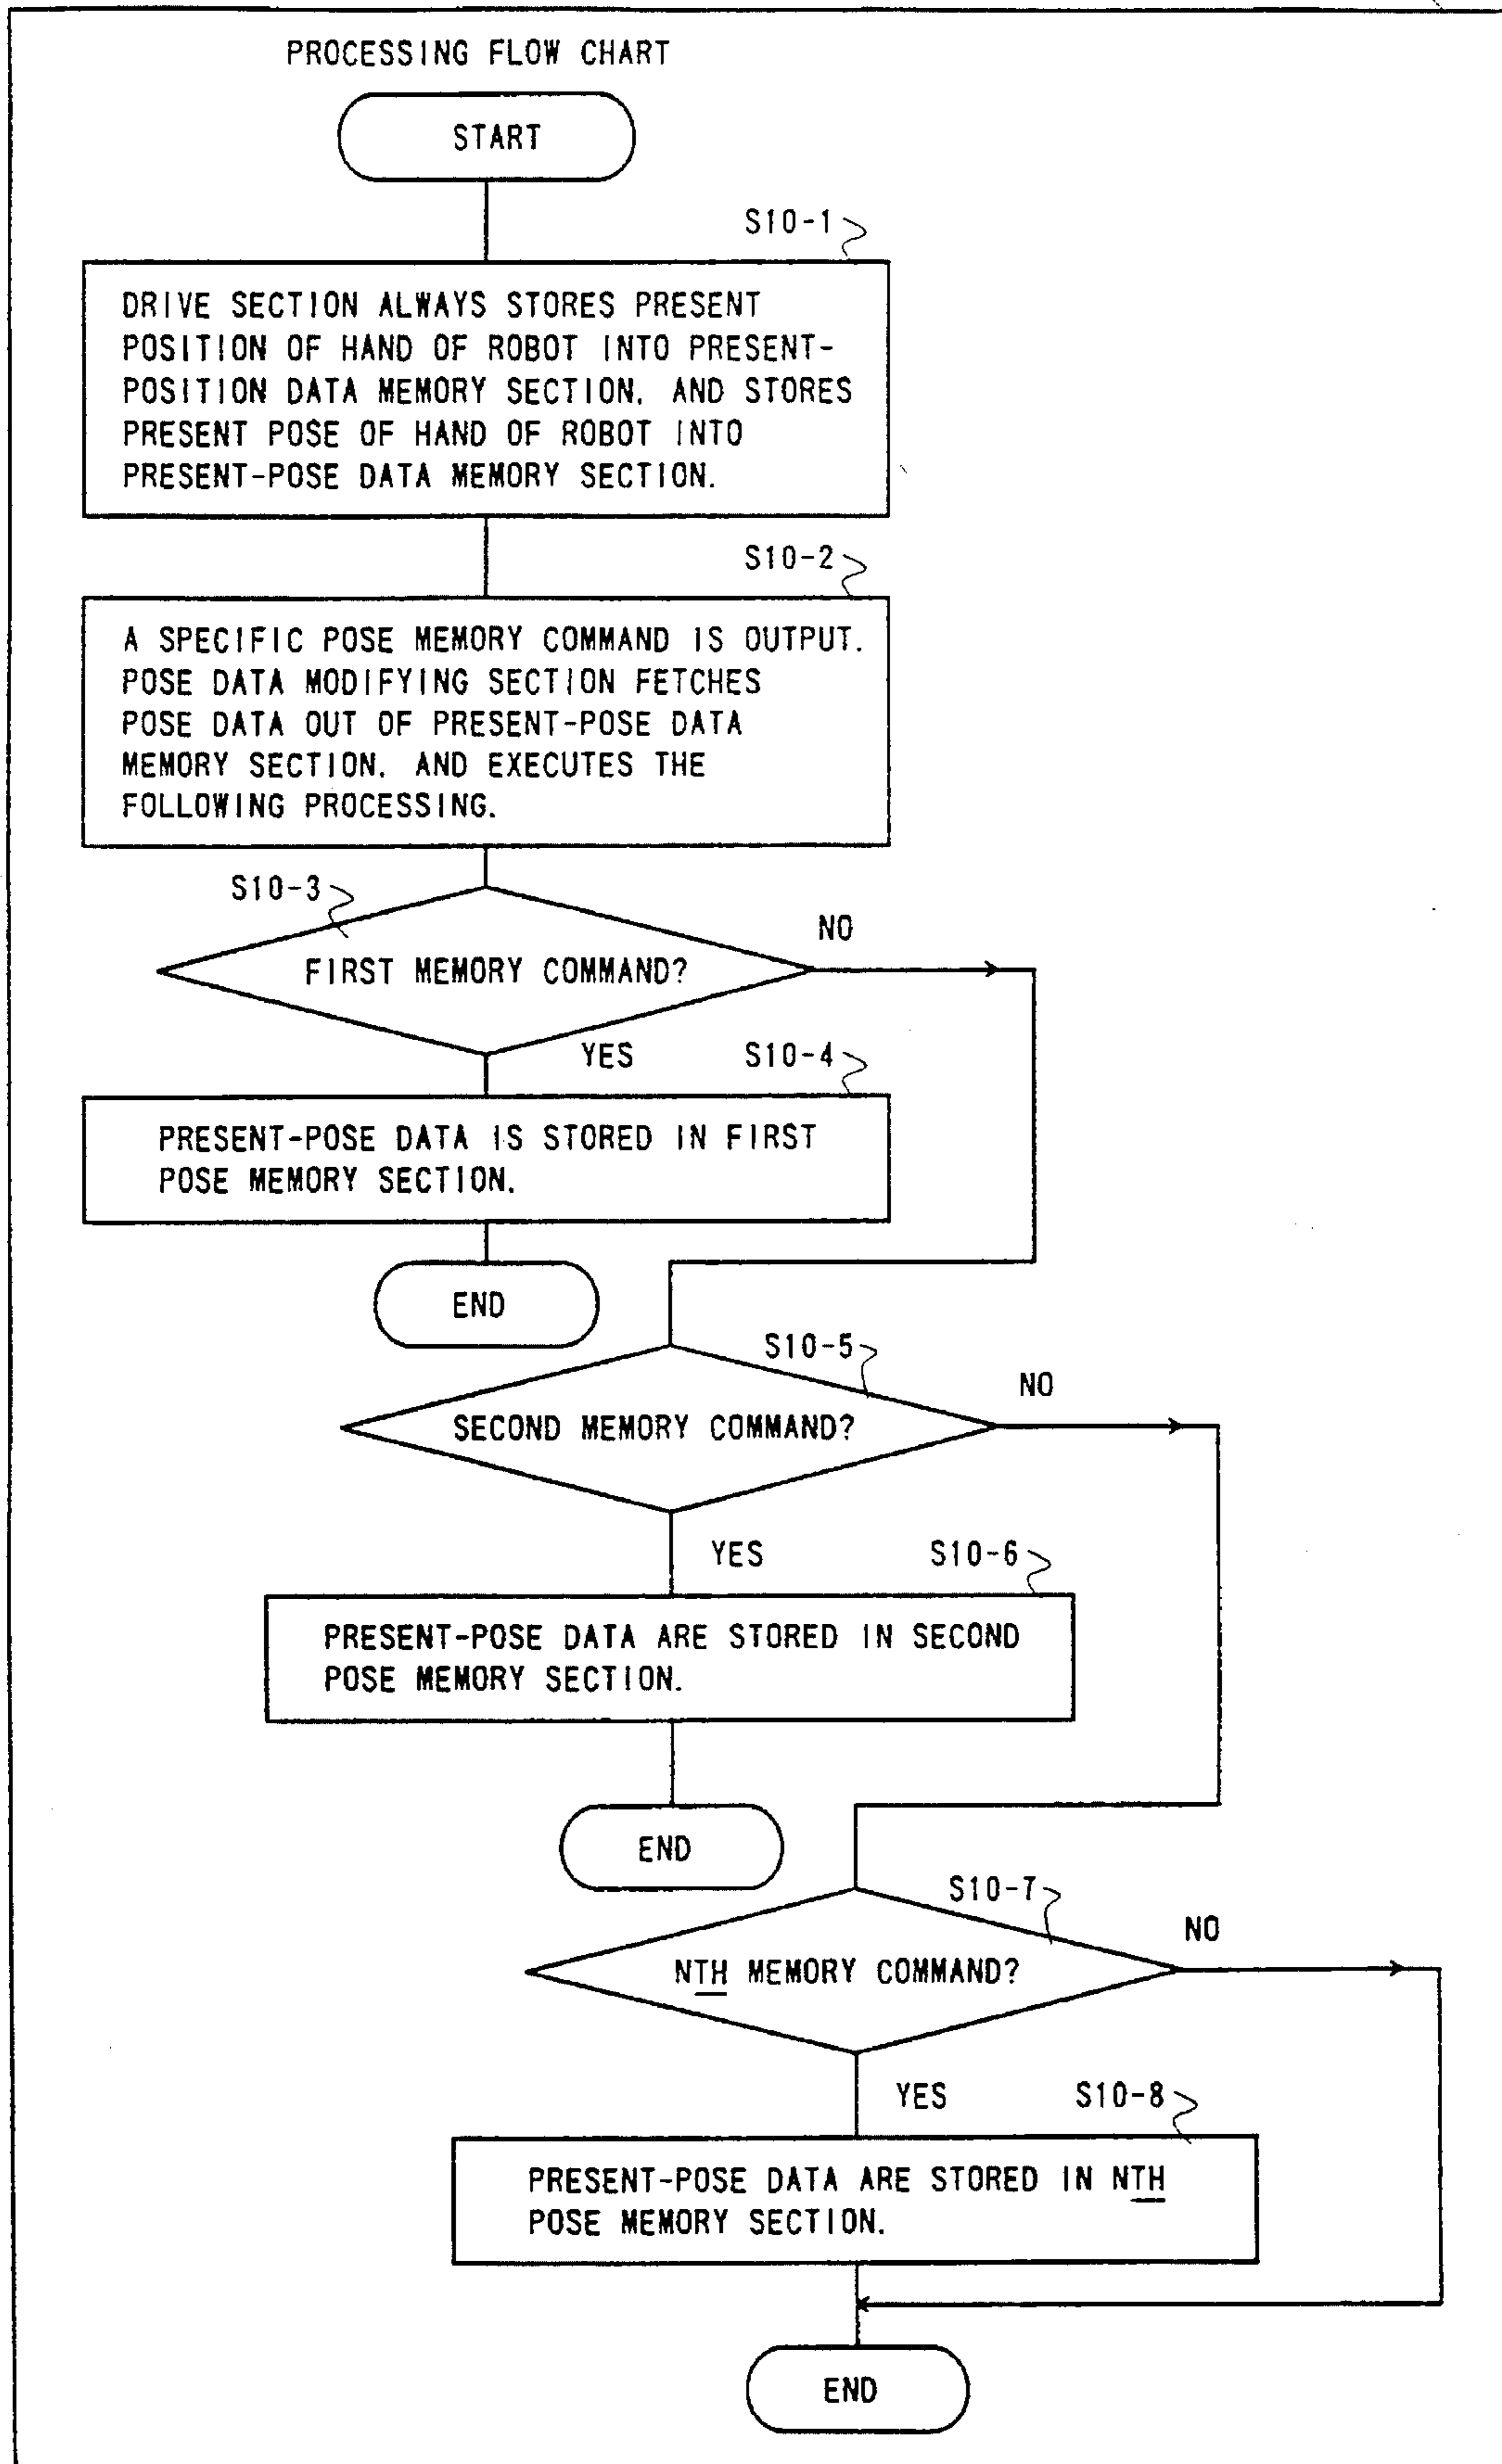 PROCESSING FLOW CHART
START
S10-1
DRIVE SECTION ALWAYS STORES PRESENT
POSITION OF HAND OF ROBOT INTO PRESENT-
POSITION DATA MEMORY SECTION, AND STORES
PRESENT POSE OF HAND OF ROBOT INTO
PRESENT-POSE DATA MEMORY SECTION.
S10-2
A SPECIFIC POSE MEMORY COMMAND IS OUTPUT.
POSE DATA MODIFYING SECTION FETCHES
POSE DATA OUT OF PRESENT-POSE DATA
MEMORY SECTION, AND EXECUTES THE
FOLLOWING PROCESSING.
S10-3
NO
FIRST MEMORY COMMAND?
YES
S10-4
PRESENT-POSE DATA IS STORED IN FIRST
POSE MEMORY SECTION.
END
S10-5
NO
SECOND MEMORY COMMAND?
YES
S10-6
PRESENT-POSE DATA ARE STORED IN SECOND
POSE MEMORY SECTION.
END
S10-7
NO
NTH MEMORY COMMAND?
YES
S10-8
PRESENT-POSE DATA ARE STORED IN NTH
POSE MEMORY SECTION.
END